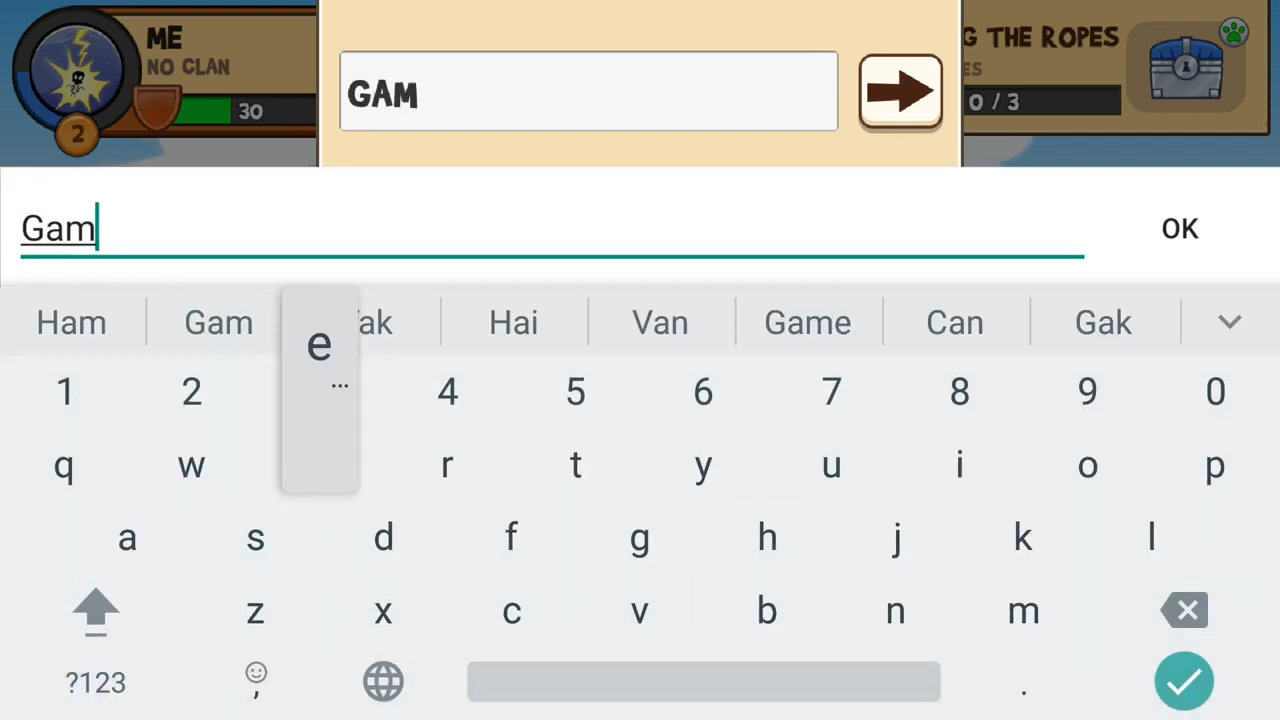 ME
NO CLAN
30
2
GAM
G THE ROPES
ES
0 / 3
Gam
OK
Ham Gam ak Hai Van Game Can Gak
e
...
1 2 4 5 6 7 8 9 0
q w r t y u i o p
a s d f g h j k l
z x c v b n m
?123 , .